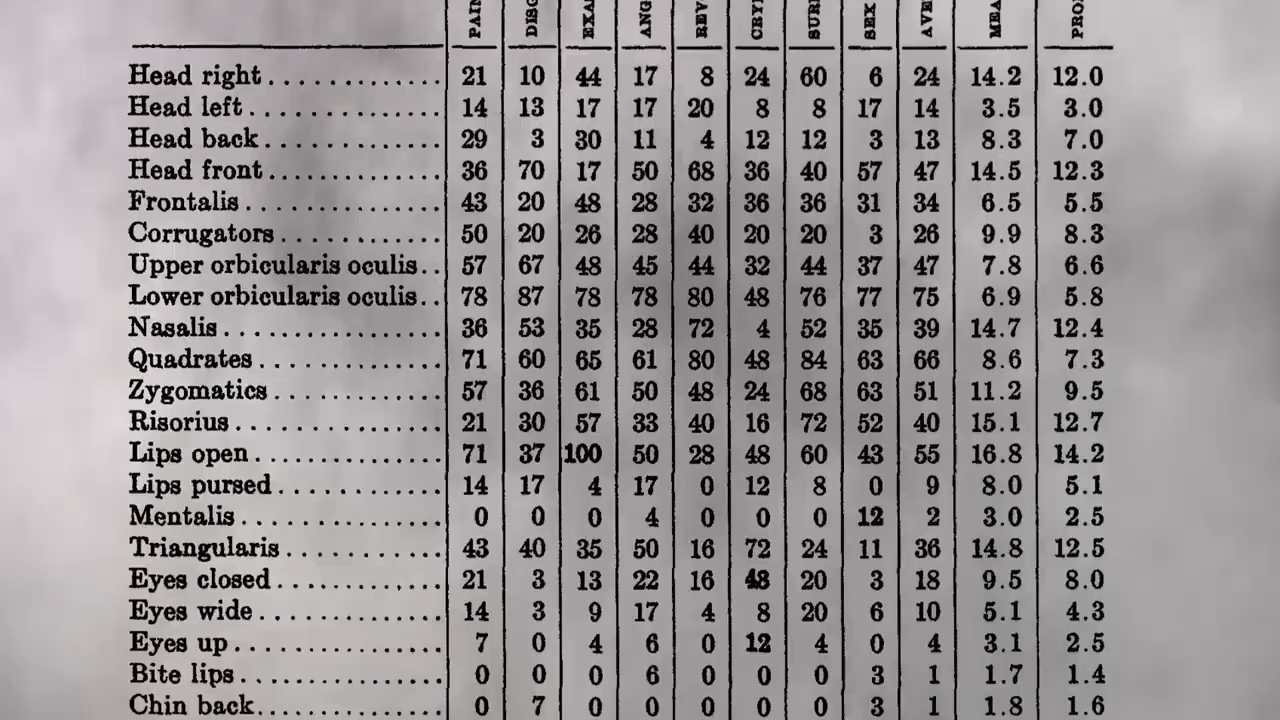 Head right.............. 21 10 44 17 8 24 60 6 24 14.2 12.0
Head left............... 14 13 17 17 20 8 8 17 14 3.5 3.0
Head back.............. 29 3 30 11 4 12 12 3 13 8.3 7.0
Head front.............. 36 70 17 50 68 36 40 57 47 14.5 12.3
Frontalis................ 43 20 48 28 32 36 36 31 34 6.5 5.5
Corrugators............. 50 20 26 28 40 20 20 3 26 9.9 8.3
Upper orbicularis oculis.. 57 67 48 45 44 32 44 37 47 7.8 6.6
Lower orbicularis oculis.. 78 87 78 78 80 48 76 77 75 6.9 5.8
Nasalis................. 36 53 35 28 72 4 52 35 39 14.7 12.4
Quadrates.............. 71 60 65 61 80 48 84 63 66 8.6 7.3
Zygomatics............. 57 36 61 50 48 24 68 63 51 11.2 9.5
Risorius................ 21 30 57 33 40 16 72 52 40 15.1 12.7
Lips open............... 71 37 100 50 28 48 60 43 55 16.8 14.2
Lips pursed............. 14 17 4 17 0 12 8 0 9 8.0 5.1
Mentalis................ 0 0 0 4 0 0 0 12 2 3.0 2.5
Triangularis............. 43 40 35 50 16 72 24 11 36 14.8 12.5
Eyes closed............. 21 3 13 22 16 48 20 3 18 9.5 8.0
Eyes wide............... 14 3 9 17 4 8 20 6 10 5.1 4.3
Eyes up................. 7 0 4 6 0 12 4 0 4 3.1 2.5
Bite lips................ 0 0 0 6 0 0 0 3 1 1.7 1.4
Chin back............... 0 7 0 0 0 0 0 3 1 1.8 1.6